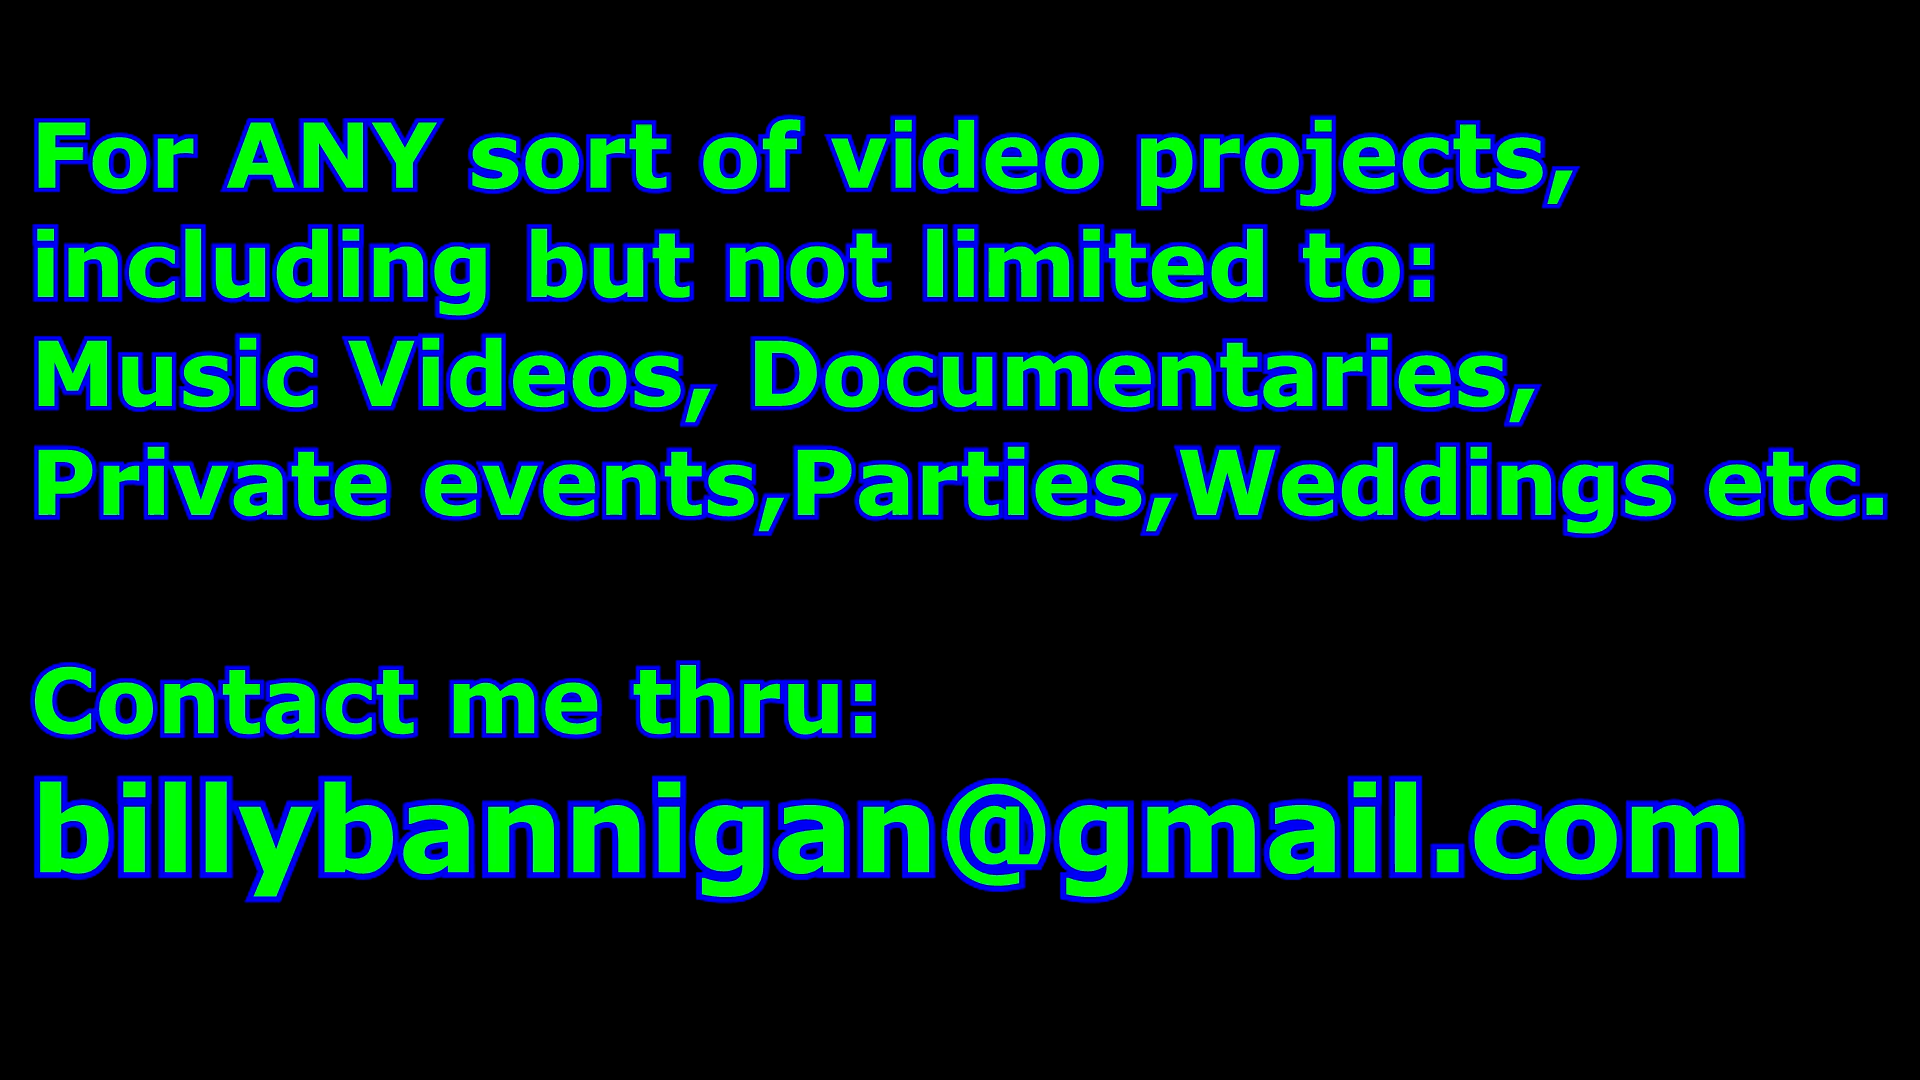 For ANY sort of video projects,
including but not limited to:
Music Videos, Documentaries,
Private events,Parties,Weddings etc.
Contact me thru:
billybannigan@gmail.com